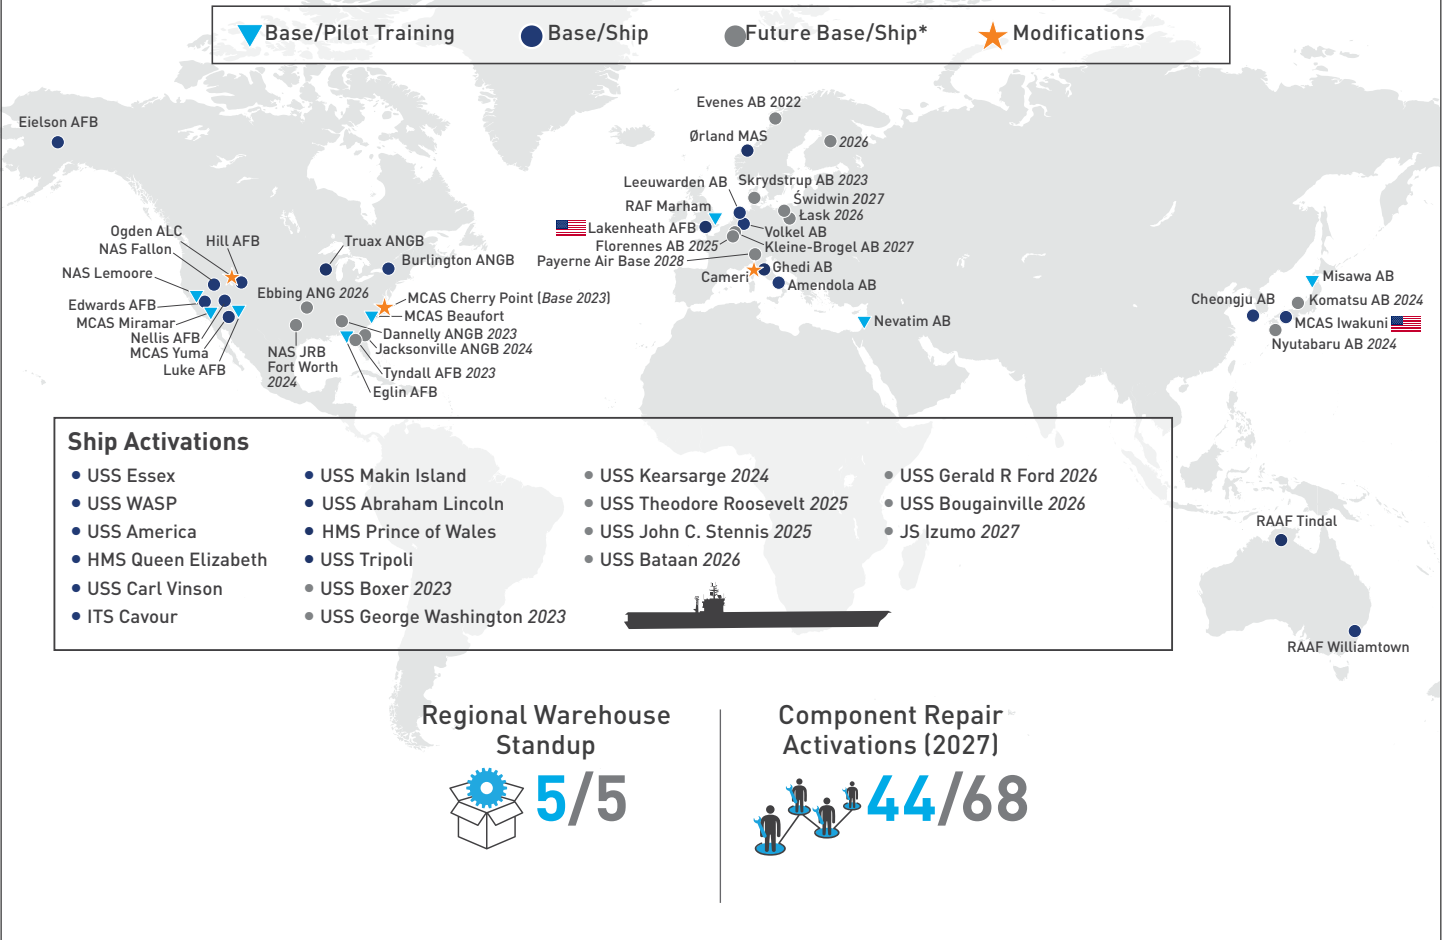 Base/Pilot Training
Base/Ship
Future Base/Ship*
Modifications
Eielson AFB
Evenes AB 2022
Ørland MAS
2026
Leeuwarden AB
Skrydstrup AB 2023
RAF Marham
Świdwin 2027
Łask 2026
Lakenheath AFB
Volkel AB
Florennes AB 2025
Kleine-Brogel AB 2027
Payerne Air Base 2028
Cameri
Ghedi AB
Amendola AB
Nevatim AB
Ogden ALC
NAS Fallon
Hill AFB
Truax ANGB
Burlington ANGB
NAS Lemoore
Edwards AFB
MCAS Miramar
Nellis AFB
MCAS Yuma
Luke AFB
Ebbing ANG 2026
NAS JRB
Fort Worth
2024
MCAS Cherry Point (Base 2023)
MCAS Beaufort
Dannelly ANGB 2023
Jacksonville ANGB 2024
Tyndall AFB 2023
Eglin AFB
Misawa AB
Cheongju AB
Komatsu AB 2024
MCAS Iwakuni
Nyutabaru AB 2024
RAAF Tindal
RAAF Williamtown
Ship Activations
USS Essex
USS WASP
USS America
HMS Queen Elizabeth
USS Carl Vinson
ITS Cavour
USS Makin Island
USS Abraham Lincoln
HMS Prince of Wales
USS Tripoli
USS Boxer 2023
USS George Washington 2023
USS Kearsarge 2024
USS Theodore Roosevelt 2025
USS John C. Stennis 2025
USS Bataan 2026
USS Gerald R Ford 2026
USS Bougainville 2026
JS Izumo 2027
Regional Warehouse
Standup
5/5
Component Repair
Activations (2027)
44/68